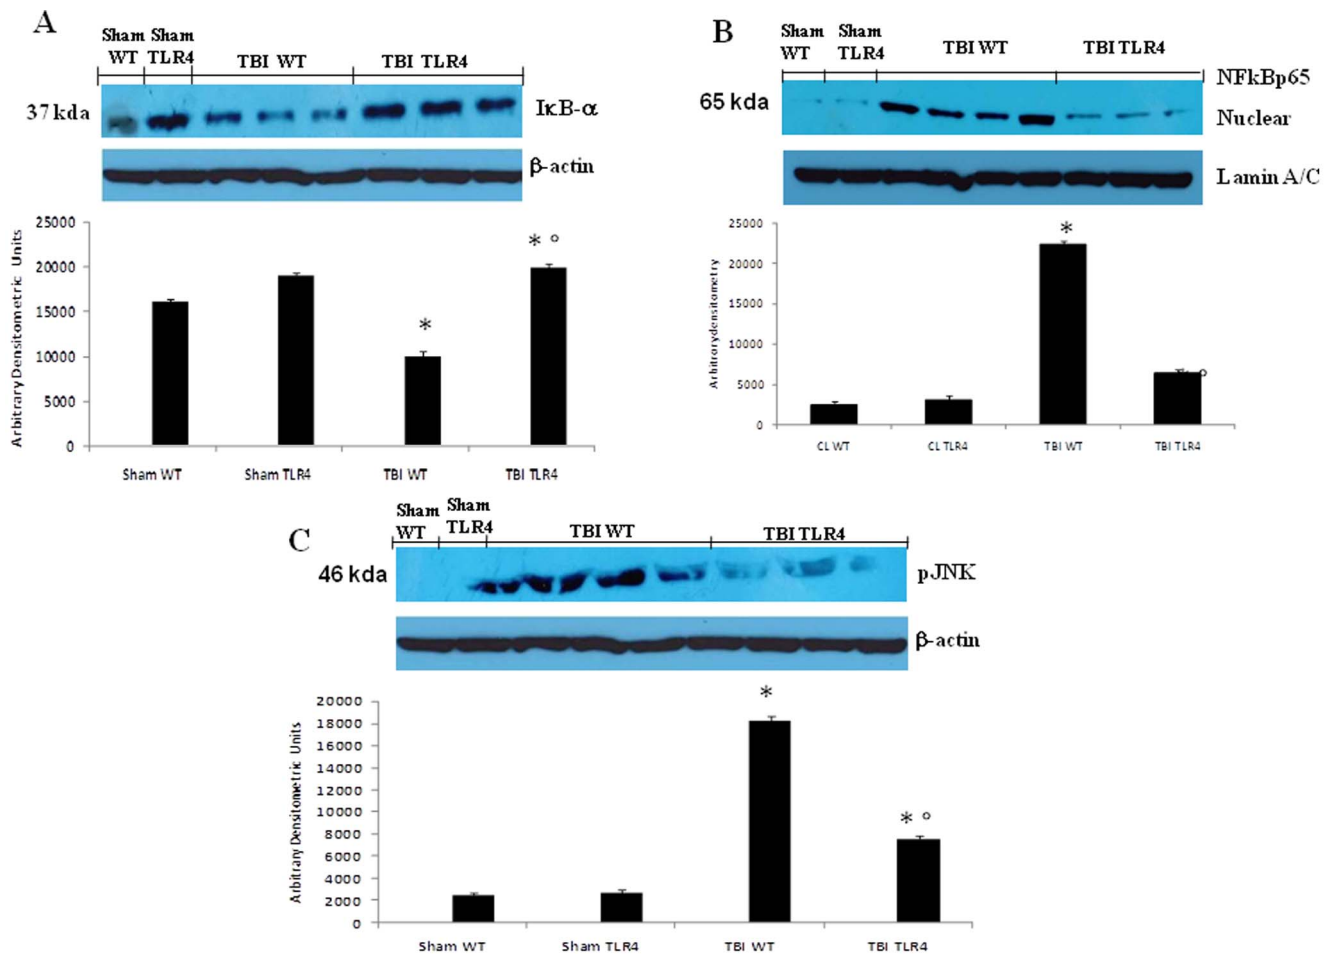 A
Sham Sham
WT TLR4 TBI WT TBI TLR4
37 kda IκB-α
β-actin
Arbitrary Densitometric Units
25000
20000
15000
10000
5000
0
* °
*
Sham WT Sham TLR4 TBI WT TBI TLR4
B
Sham Sham
WT TLR4 TBI WT TBI TLR4
NFkBp65
65 kda
Nuclear
Lamin A/C
Arbitrorydensitometry
25000
20000
15000
10000
5000
0
*
°
CL WT CL TLR4 TBI WT TBI TLR4
C
Sham Sham
WT TLR4 TBI WT TBI TLR4
46 kda pJNK
β-actin
Arbitrary Densitometric Units
20000
18000
16000
14000
12000
10000
8000
6000
4000
2000
0
*
* °
Sham WT Sham TLR4 TBI WT TBI TLR4